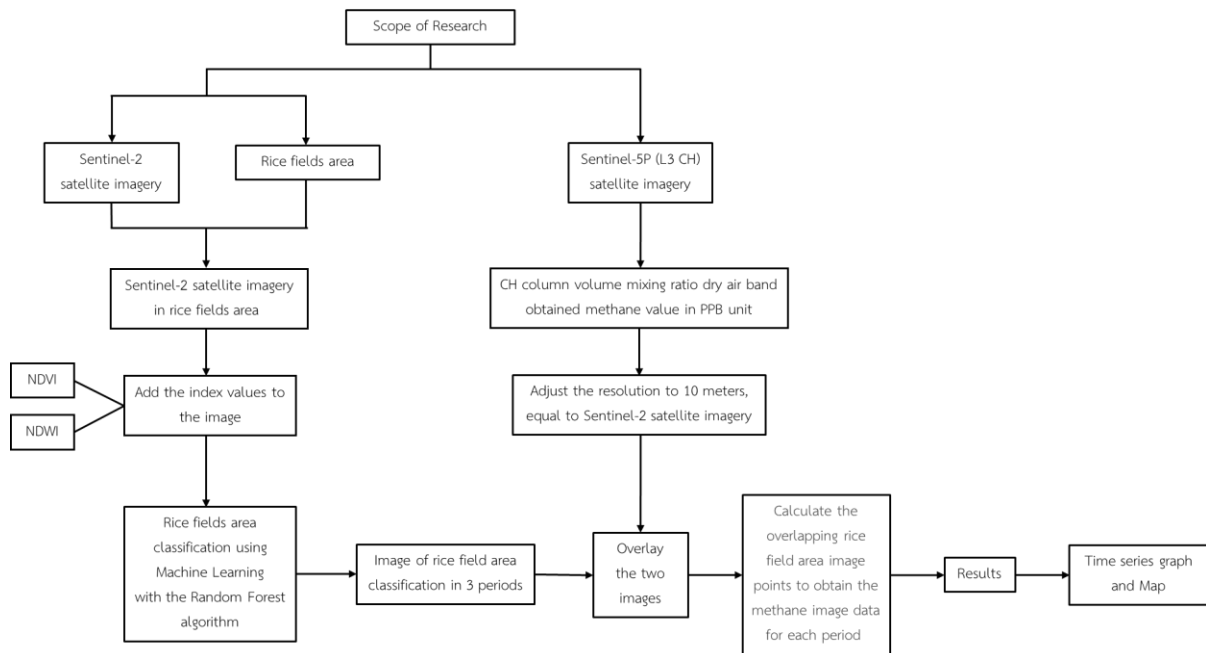 Scope of Research
Sentinel-2
satellite imagery
Rice fields area
Sentinel-5P (L3 CH)
satellite imagery
Sentinel-2 satellite imagery
in rice fields area
CH column volume mixing ratio dry air band
obtained methane value in PPB unit
NDVI
NDWI
Add the index values to
the image
Adjust the resolution to 10 meters,
equal to Sentinel-2 satellite imagery
Rice fields area
classification using
Machine Learning
with the Random Forest
algorithm
Image of rice field area
classification in 3 periods
Overlay
the two
images
Calculate the
overlapping rice
field area image
points to obtain the
methane image data
for each period
Results
Time series graph
and Map